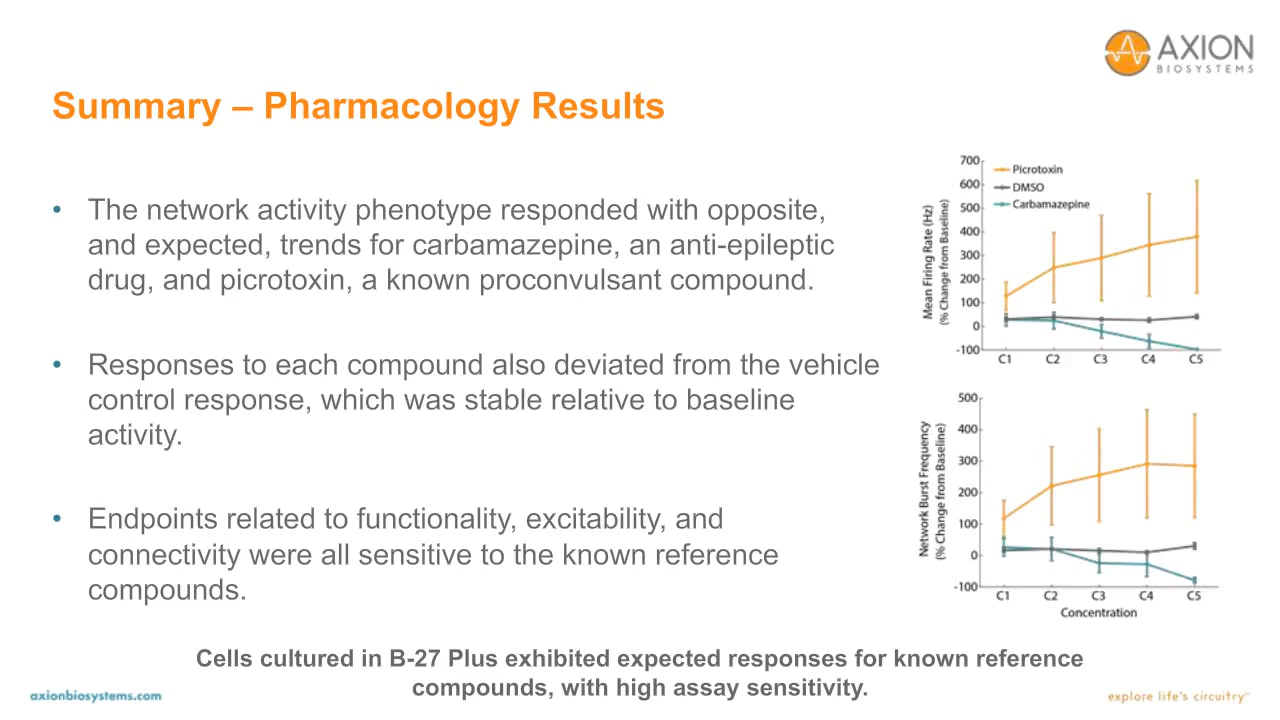 AXION
BIOSYSTEMS
Summary – Pharmacology Results
• The network activity phenotype responded with opposite,
and expected, trends for carbamazepine, an anti-epileptic
drug, and picrotoxin, a known proconvulsant compound.
• Responses to each compound also deviated from the vehicle
control response, which was stable relative to baseline
activity.
• Endpoints related to functionality, excitability, and
connectivity were all sensitive to the known reference
compounds.
Mean Firing Rate (Hz)
(% Change from Baseline)
700
600
500
400
300
200
100
0
-100
Picrotoxin
DMSO
Carbamazepine
C1 C2 C3 C4 C5
Network Burst Frequency
(% Change from Baseline)
500
400
300
200
100
0
-100
C1 C2 C3 C4 C5
Concentration
Cells cultured in B-27 Plus exhibited expected responses for known reference
compounds, with high assay sensitivity.
axionbiosystems.com
explore life's circuitry™